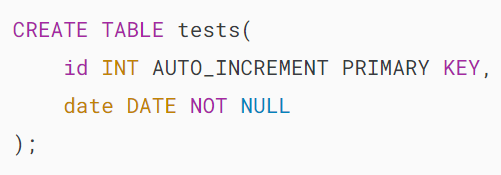 CREATE TABLE tests(
    id INT AUTO_INCREMENT PRIMARY KEY,
    date DATE NOT NULL
);